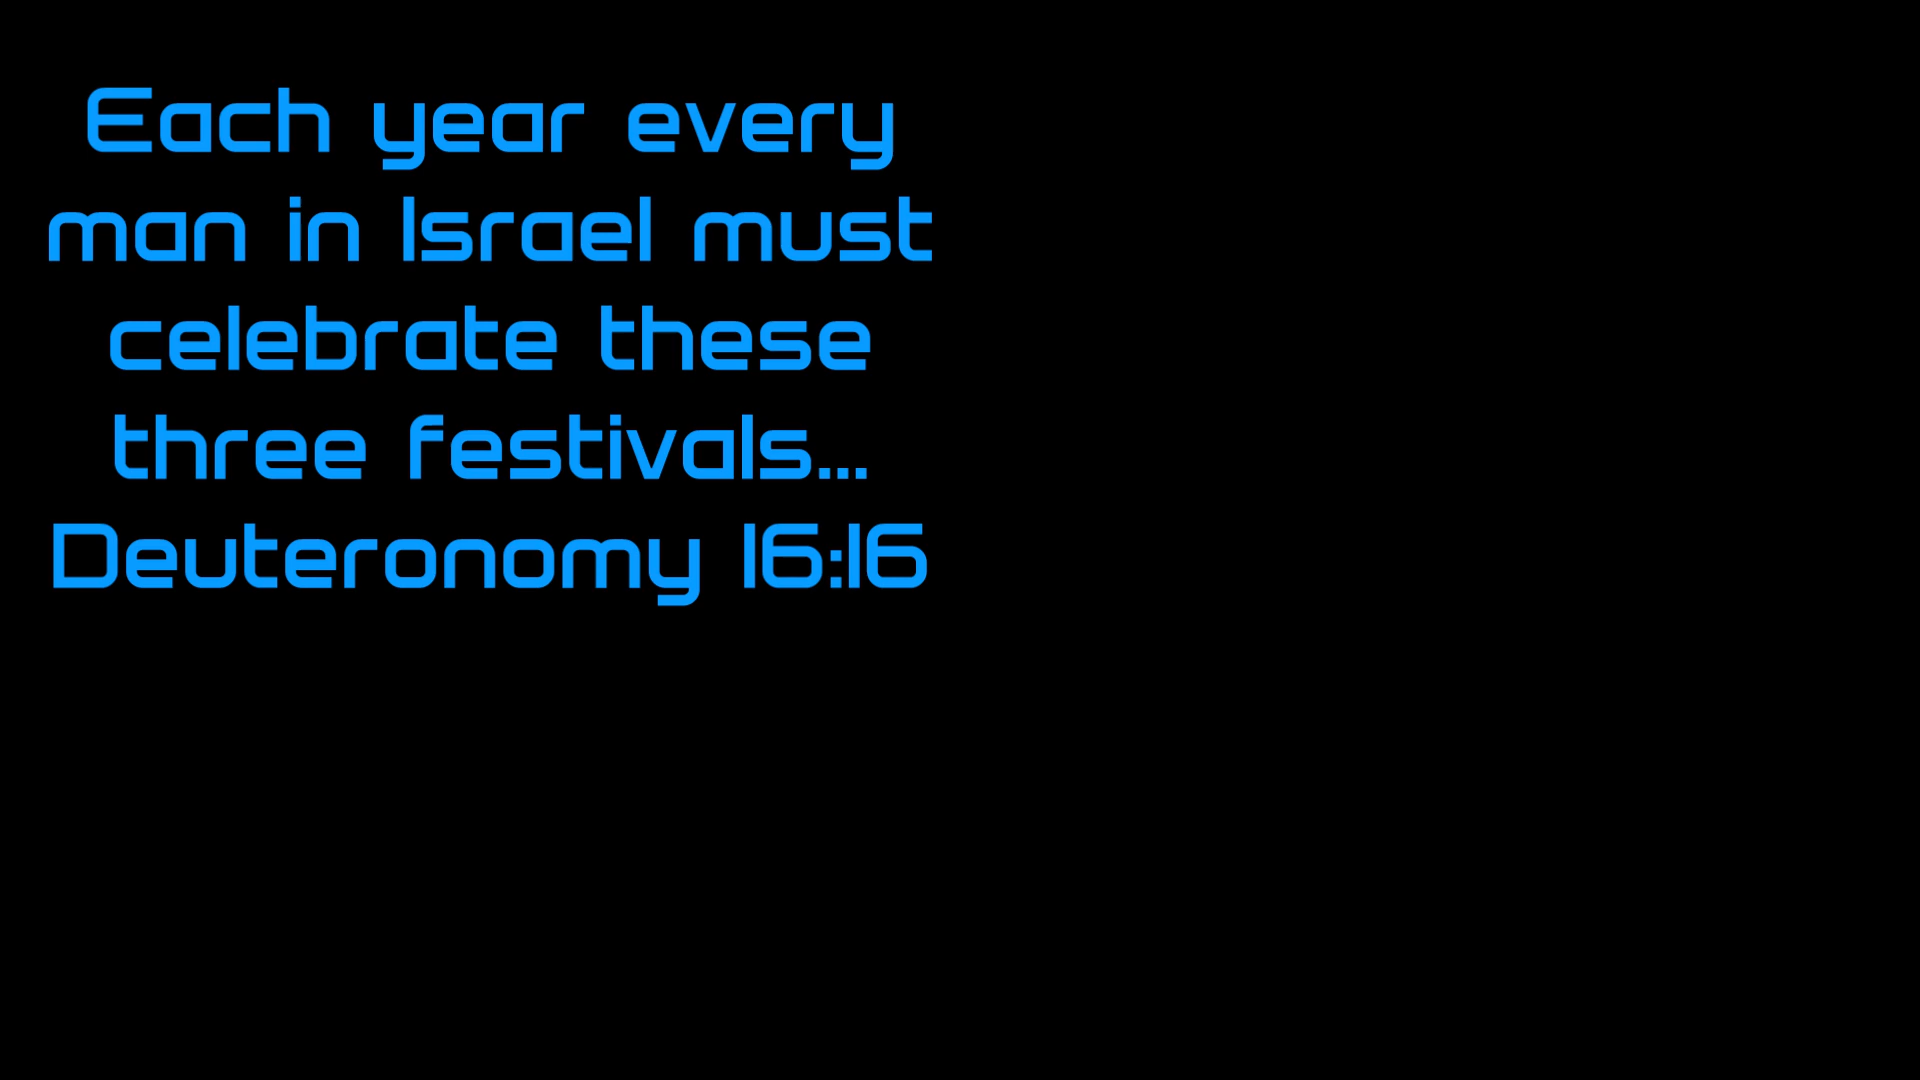 Each year every
man in Israel must
celebrate these
three festivals...
Deuteronomy 16:16